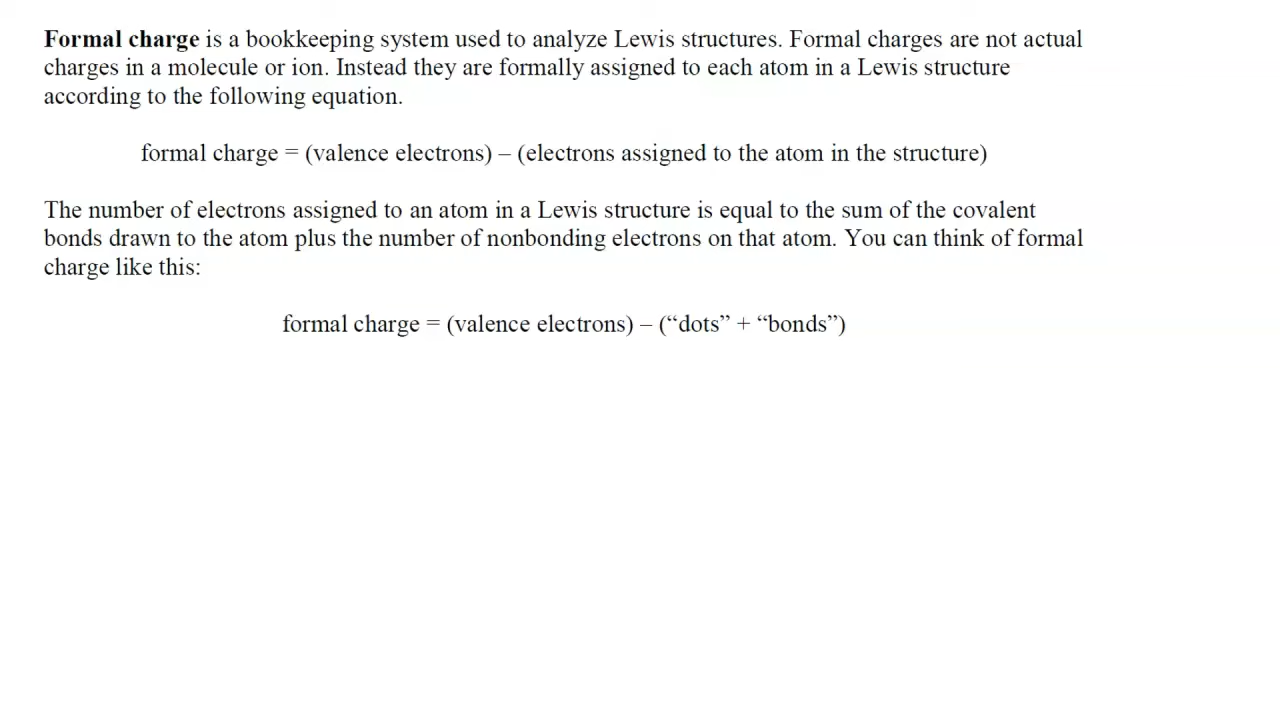 Formal charge is a bookkeeping system used to analyze Lewis structures. Formal charges are not actual
charges in a molecule or ion. Instead they are formally assigned to each atom in a Lewis structure
according to the following equation.
formal charge = (valence electrons) – (electrons assigned to the atom in the structure)
The number of electrons assigned to an atom in a Lewis structure is equal to the sum of the covalent
bonds drawn to the atom plus the number of nonbonding electrons on that atom. You can think of formal
charge like this:
formal charge = (valence electrons) – (“dots” + “bonds”)